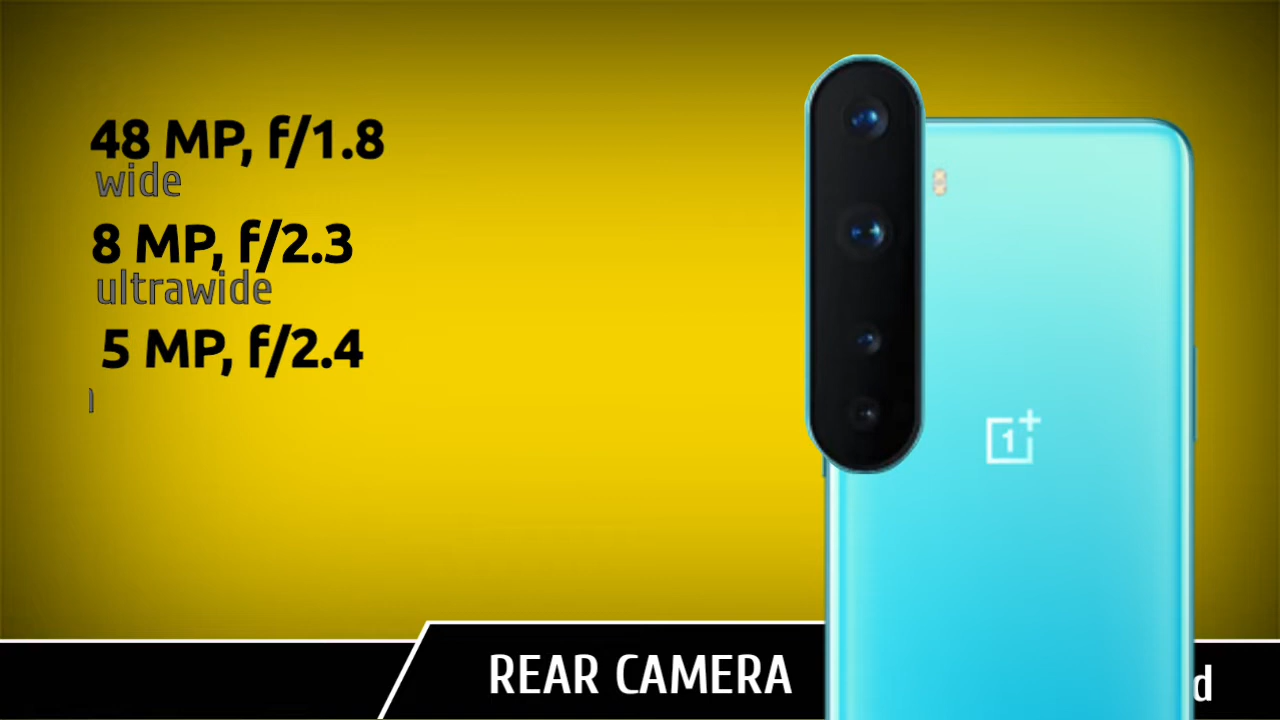 48 MP, f/1.8
wide
8 MP, f/2.3
ultrawide
5 MP, f/2.4
REAR CAMERA